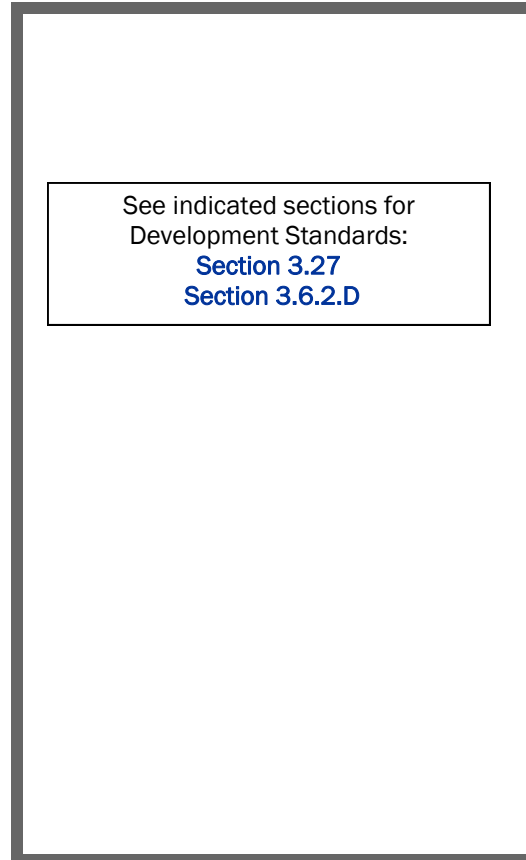 See indicated sections for
Development Standards:
Section 3.27
Section 3.6.2.D